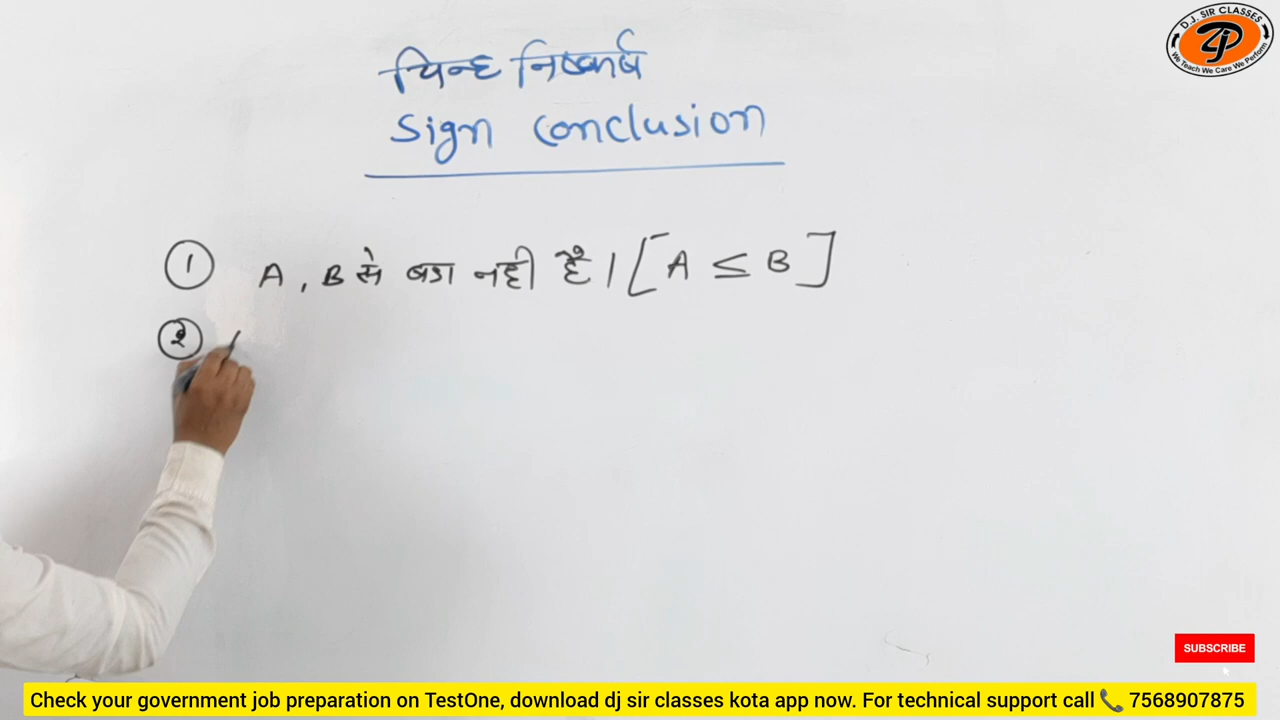 D.J. SIR CLASSES
We Teach We Care We Perform
चिन्ह निष्कर्ष
Sign Conclusion
① A, B से बडा नही है। [A ≤ B]
②
SUBSCRIBE
Check your government job preparation on TestOne, download dj sir classes kota app now. For technical support call 📞 7568907875